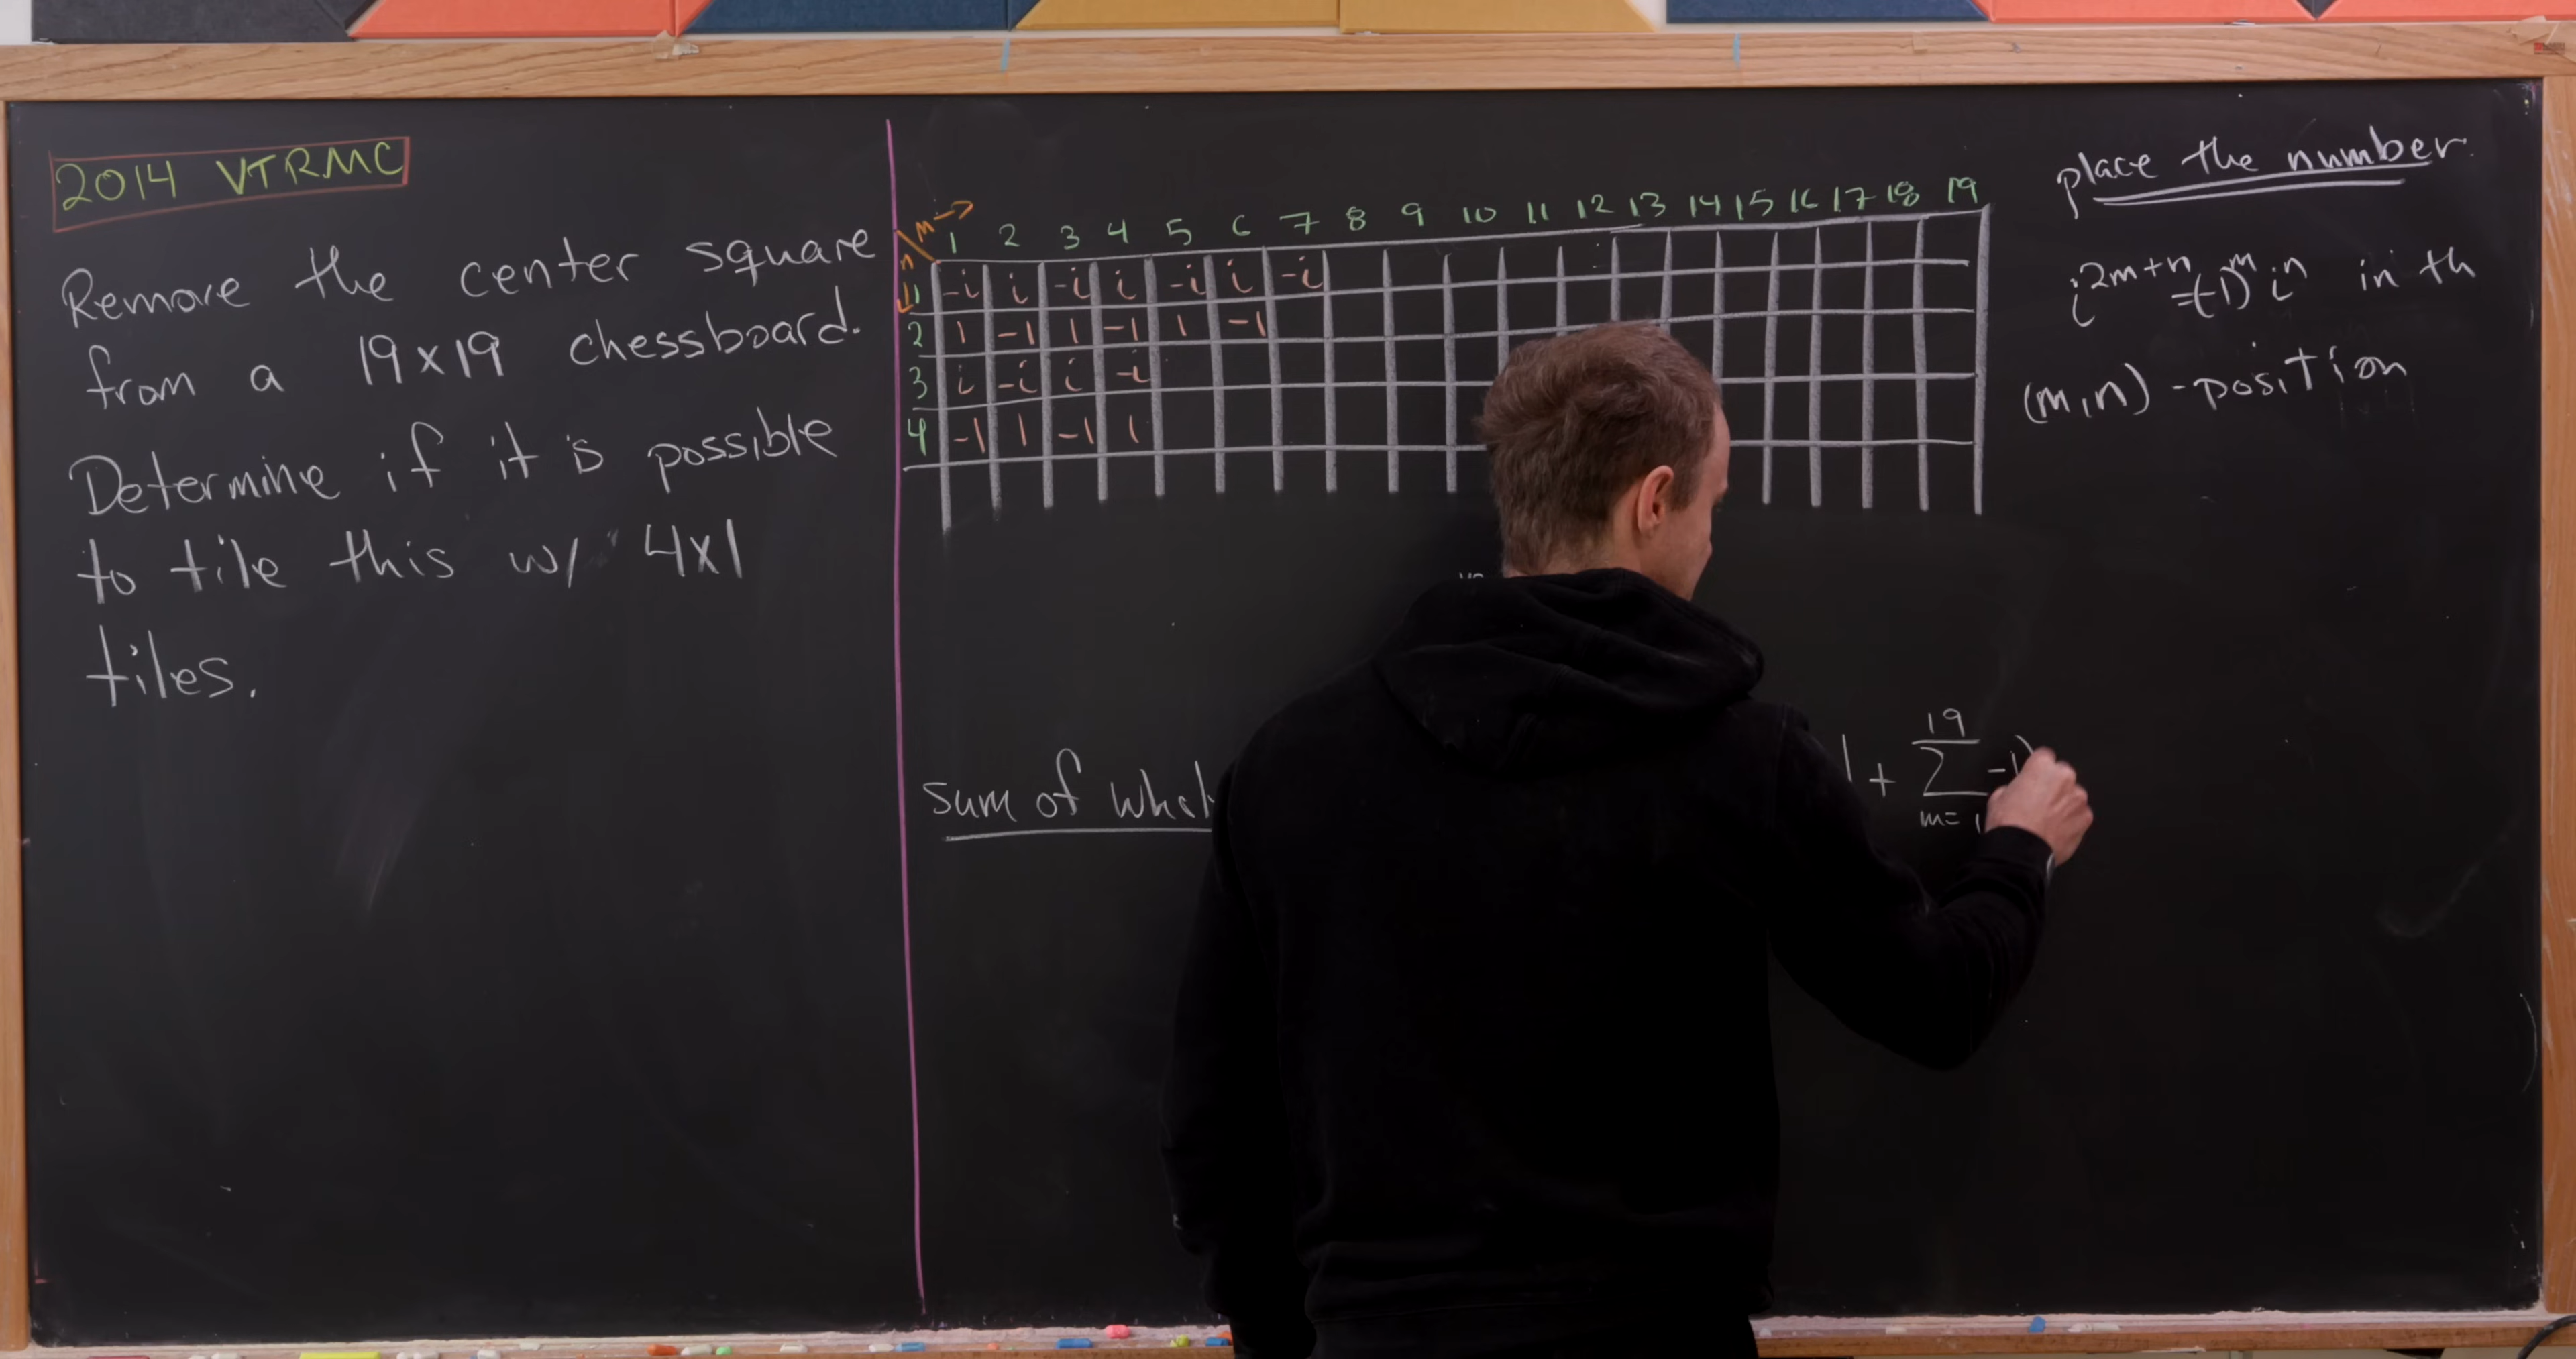 2014 VTRMC
Remove the center square
from a 19x19 chessboard.
Determine if it is possible
to tile this w/ 4x1
tiles.
m→
n↓
1 2 3 4 5 6 7 8 9 10 11 12 13 14 15 16 17 18 19
1 -i i -i i -i i -i
2 1 -1 1 -1 1 -1
3 i -i i -i
4 -1 1 -1 1
place the number
i^{2m+n} = (-1)^m i^n in th
(m,n)-position
sum of
+ \sum_{m=1}^{19} -1)